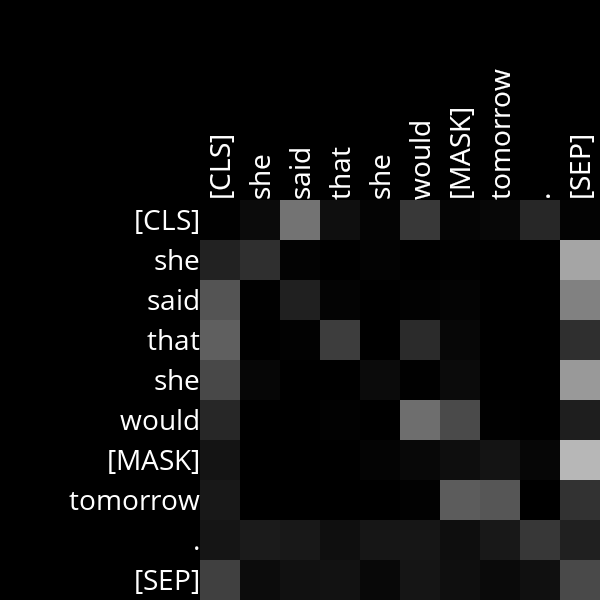 [CLS] she said that she would [MASK] tomorrow . [SEP]
[CLS]
she
said
that
she
would
[MASK]
tomorrow
.
[SEP]